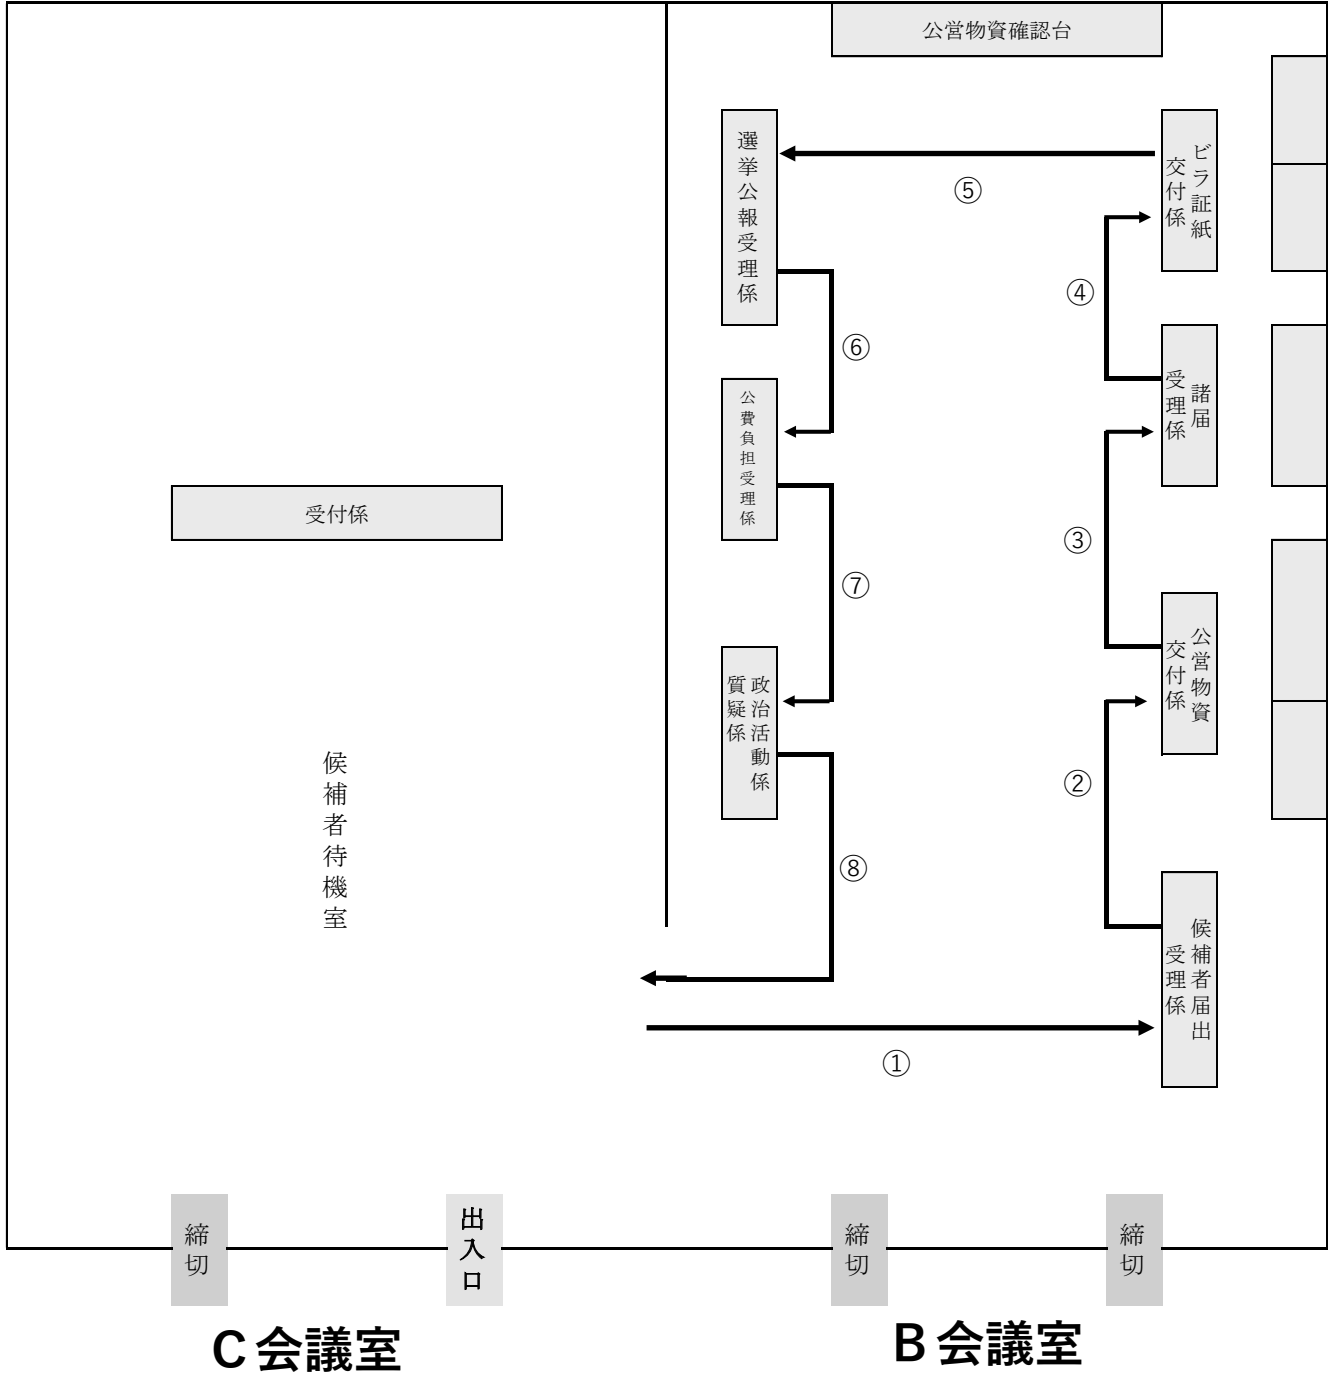 公営物資確認台
選挙公報受理係
⑤
ビラ証紙
交付係
④
⑥
諸届
受理係
公費負担受理係
受付係
③
⑦
公営物資
交付係
政治活動係
質疑係
②
候補者待機室
⑧
候補者届出
受理係
①
締切
出入口
締切
締切
C会議室
B会議室